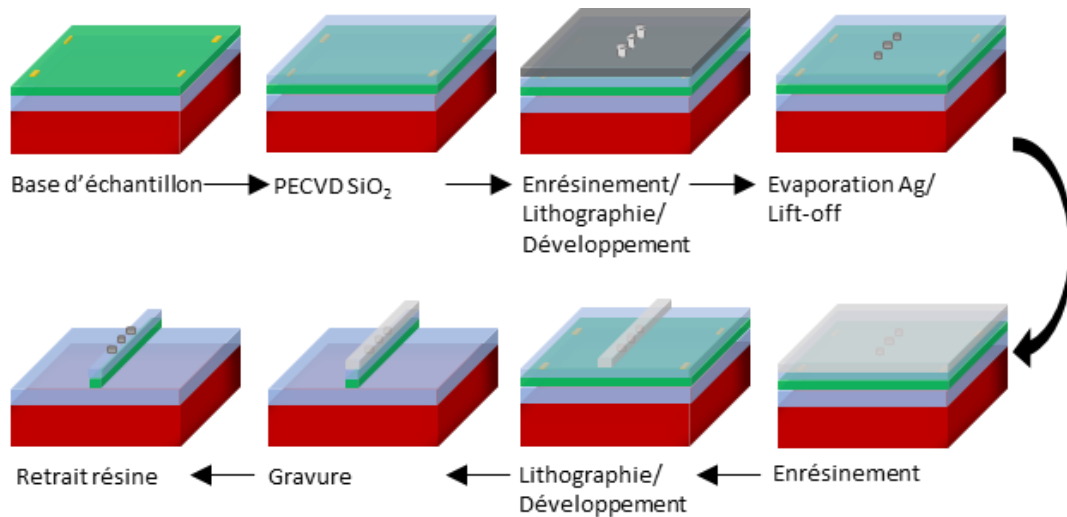 Base d'échantillon
PECVD SiO₂
Enrésinement/
Lithographie/
Développement
Evaporation Ag/
Lift-off
Retrait résine
Gravure
Lithographie/
Développement
Enrésinement